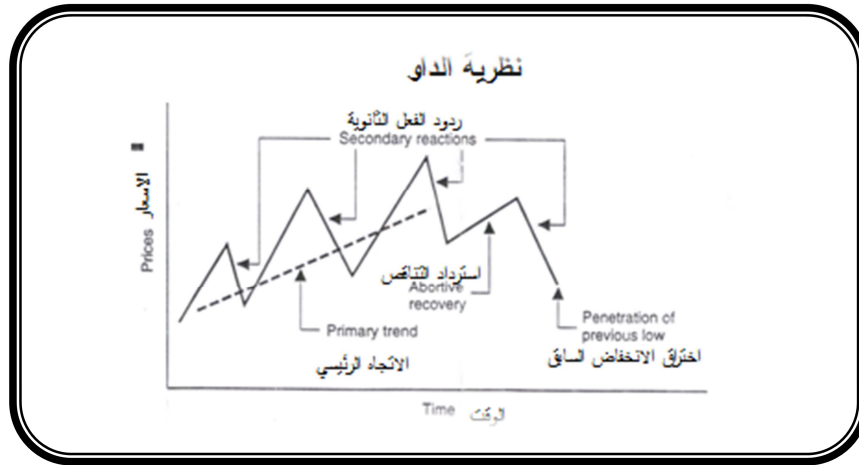 نظرية الداو
ردود الفعل الثانوية
Secondary reactions
الاسعار
Prices
استرداد التناقص
Abortive
recovery
Primary trend
الاتجاه الرئيسي
Penetration of
previous low
اختراق الانخفاض السابق
Time الوقت